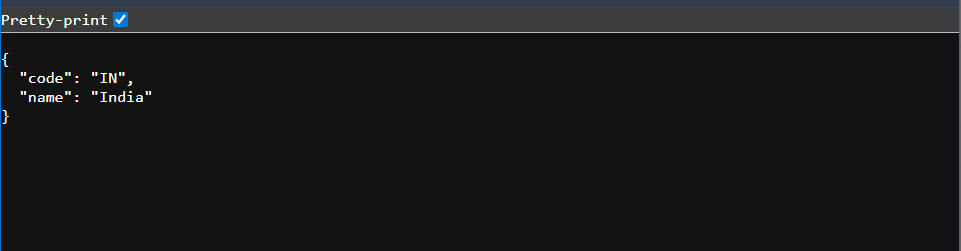 Pretty-print
{
  "code": "IN",
  "name": "India"
}